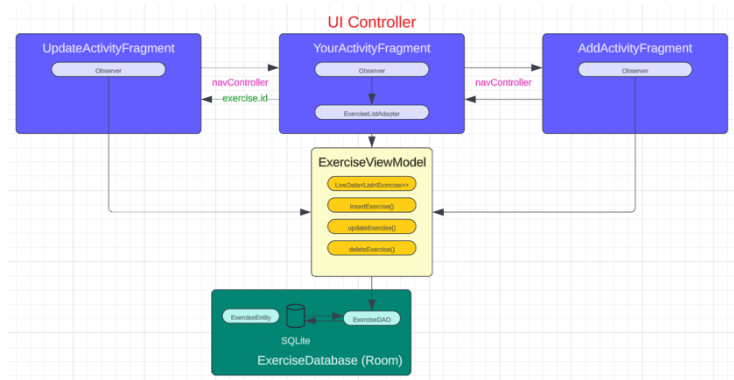 UI Controller
UpdateActivityFragment
YourActivityFragment
AddActivityFragment
Observer
Observer
Observer
navController
navController
exercise.id
ExerciseListAdapter
ExerciseViewModel
LiveData<List<Exercise>>
insertExercise()
updateExercise()
deleteExercise()
ExerciseEntity
ExerciseDAO
SQLite
ExerciseDatabase (Room)